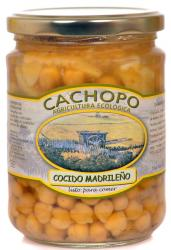 CACHOPO
AGRICULTURA ECOLÓGICA
COCIDO MADRILEÑO
listo para comer